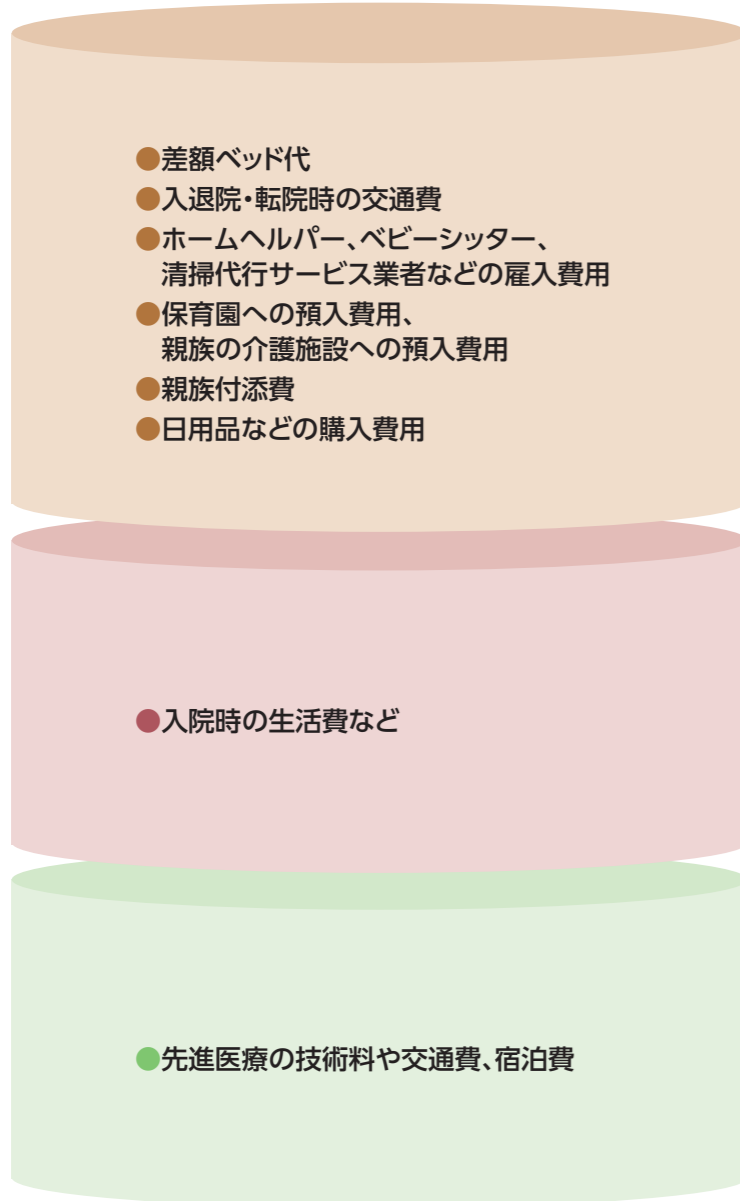 ●差額ベッド代
●入退院・転院時の交通費
●ホームヘルパー、ベビーシッター、
清掃代行サービス業者などの雇入費用
●保育園への預入費用、
親族の介護施設への預入費用
●親族付添費
●日用品などの購入費用
●入院時の生活費など
●先進医療の技術料や交通費、宿泊費